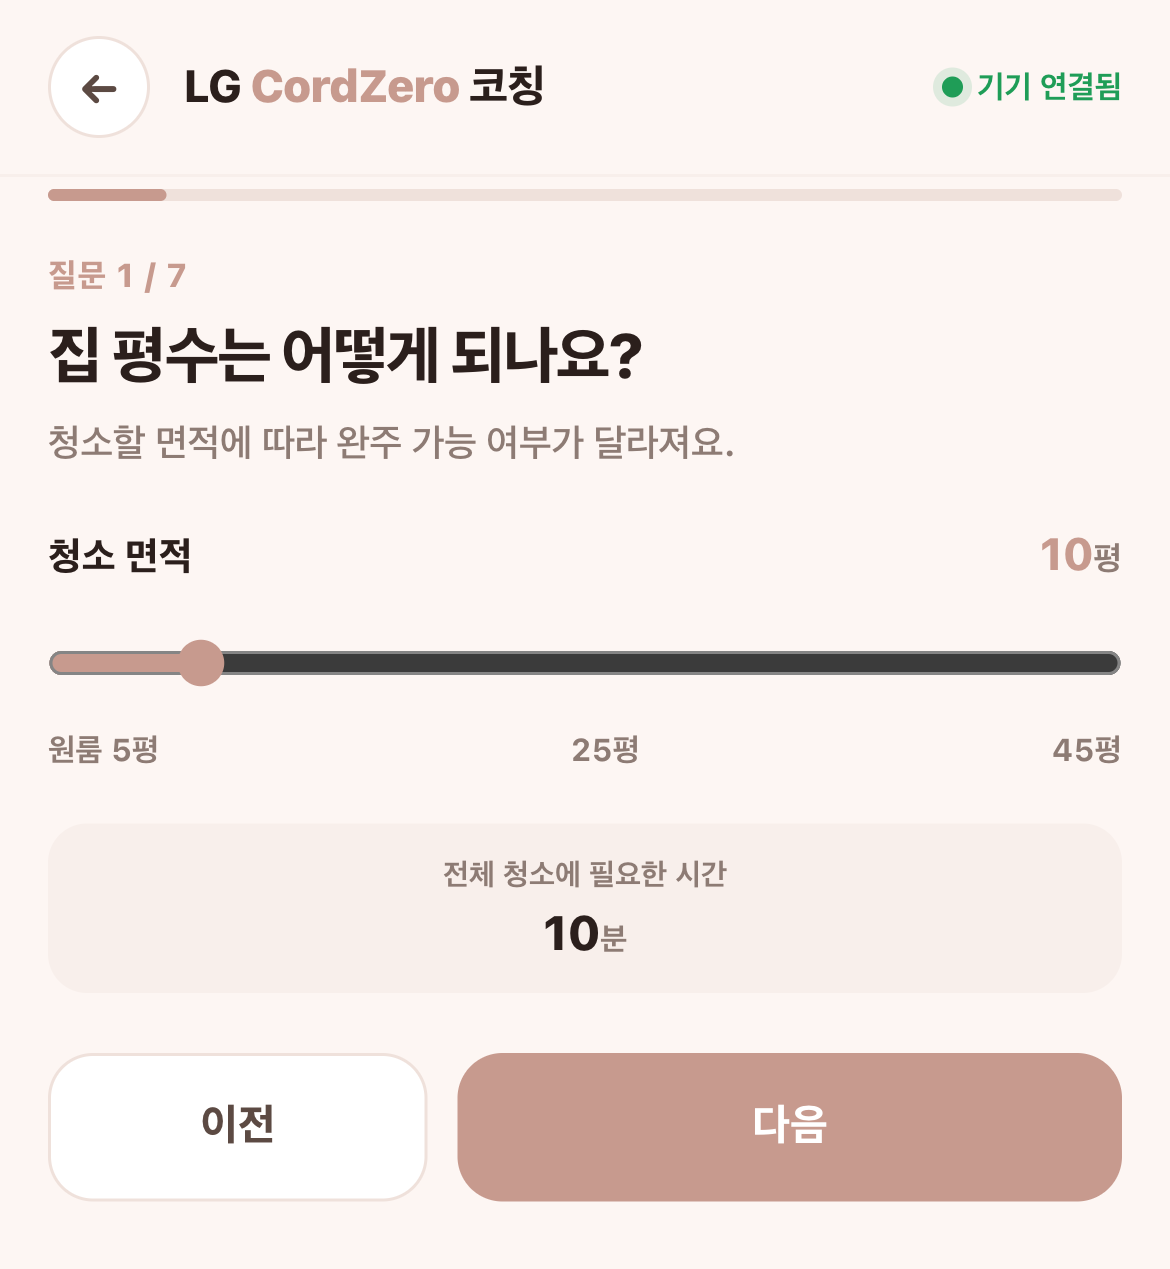 LG CordZero 코칭
기기 연결됨
질문 1 / 7
집 평수는 어떻게 되나요?
청소할 면적에 따라 완주 가능 여부가 달라져요.
청소 면적
10평
원룸 5평
25평
45평
전체 청소에 필요한 시간
10분
이전
다음